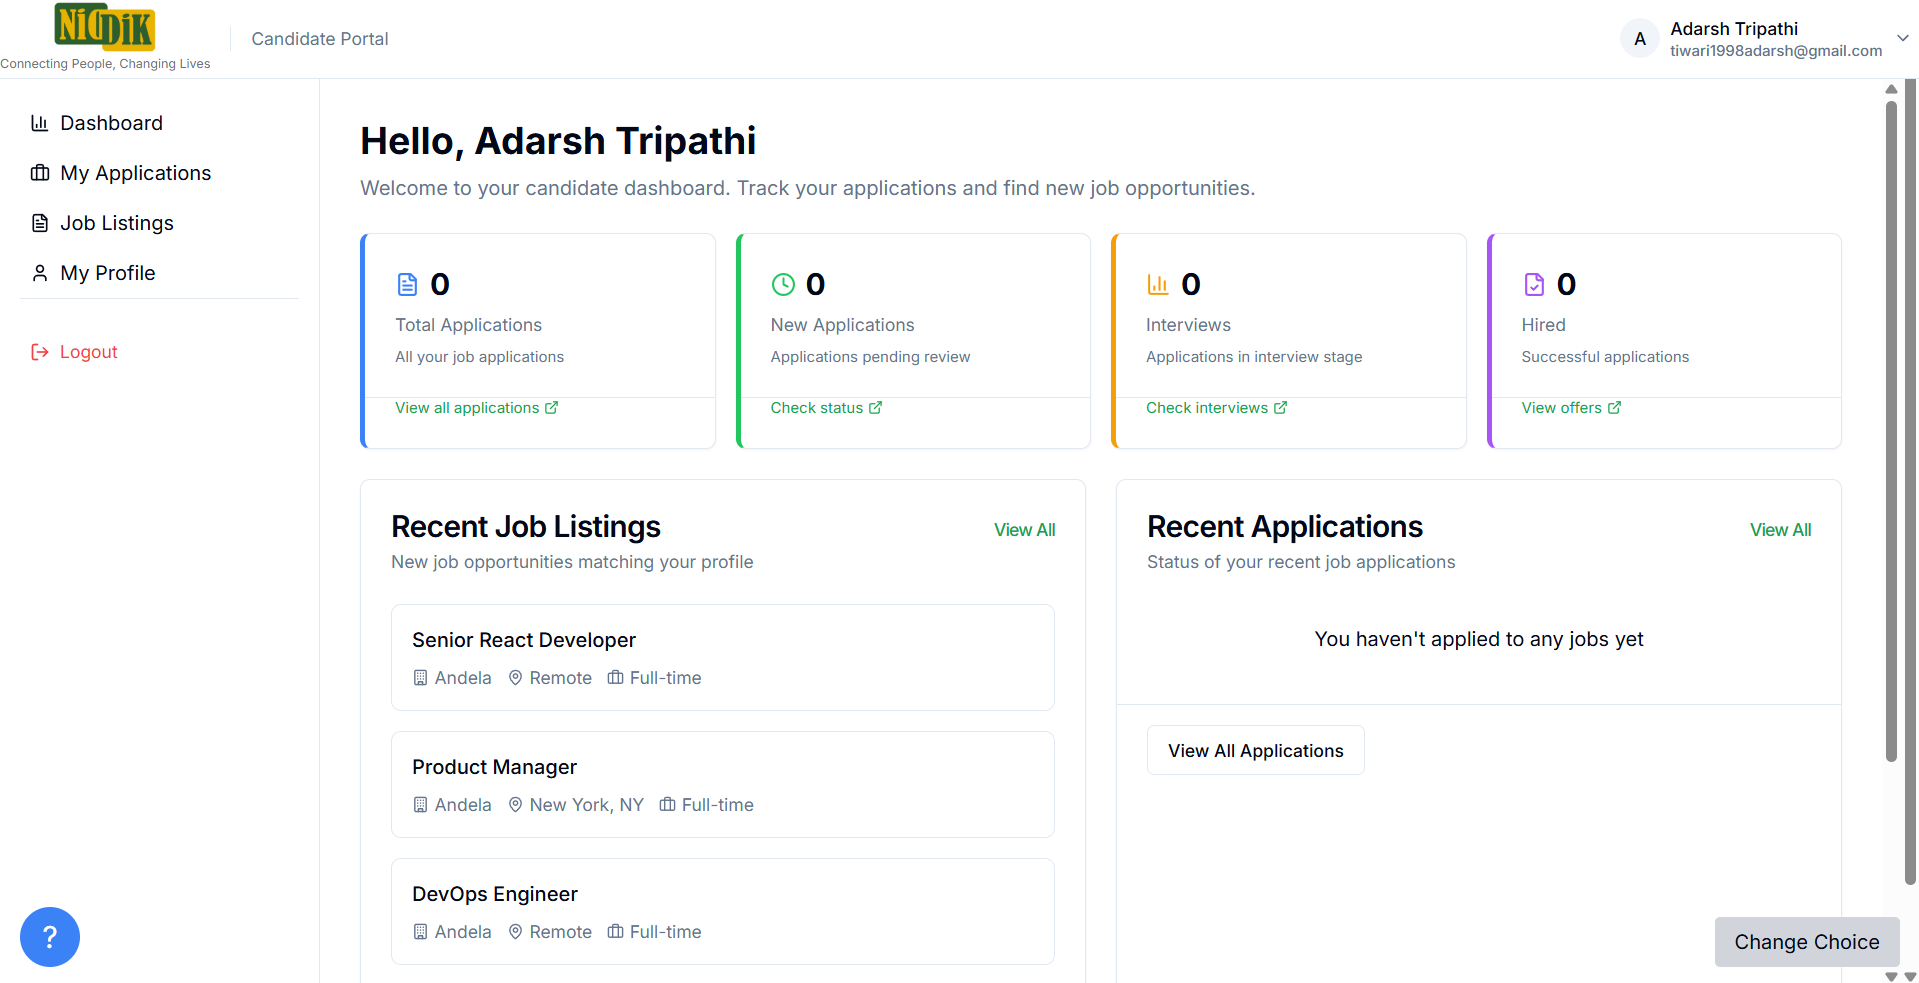 NiCDiK
Connecting People, Changing Lives
Candidate Portal
A
Adarsh Tripathi
tiwari1998adarsh@gmail.com
Dashboard
My Applications
Job Listings
My Profile
Logout
Hello, Adarsh Tripathi
Welcome to your candidate dashboard. Track your applications and find new job opportunities.
0
Total Applications
All your job applications
View all applications
0
New Applications
Applications pending review
Check status
0
Interviews
Applications in interview stage
Check interviews
0
Hired
Successful applications
View offers
Recent Job Listings
View All
New job opportunities matching your profile
Senior React Developer
Andela Remote Full-time
Product Manager
Andela New York, NY Full-time
DevOps Engineer
Andela Remote Full-time
Recent Applications
View All
Status of your recent job applications
You haven't applied to any jobs yet
View All Applications
?
Change Choice